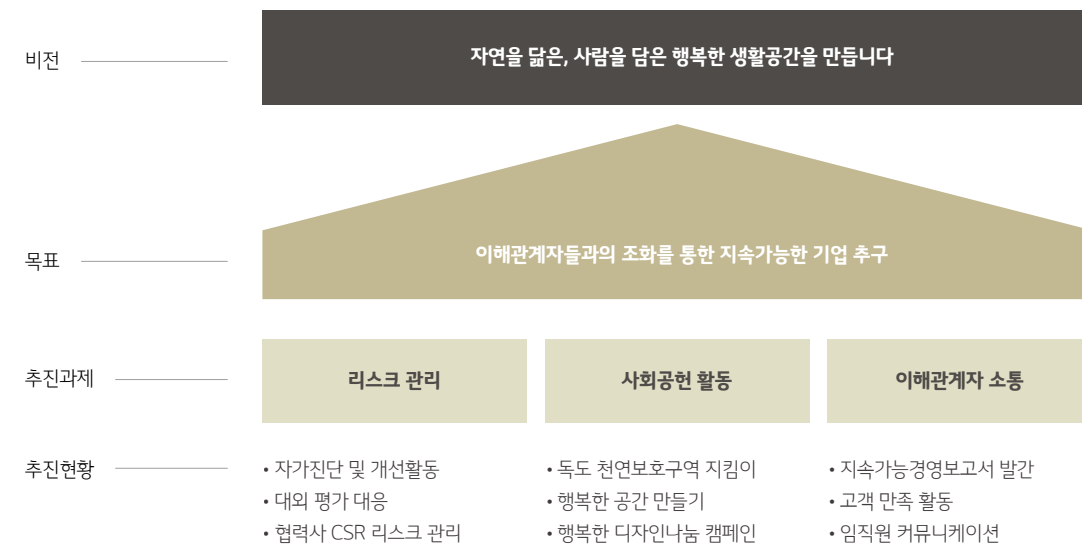 비전
자연을 닮은, 사람을 담은 행복한 생활공간을 만듭니다
목표
이해관계자들과의 조화를 통한 지속가능한 기업 추구
추진과제
리스크 관리
사회공헌 활동
이해관계자 소통
추진현황
• 자가진단 및 개선활동
• 대외 평가 대응
• 협력사 CSR 리스크 관리
• 독도 천연보호구역 지킴이
• 행복한 공간 만들기
• 행복한 디자인나눔 캠페인
• 지속가능경영보고서 발간
• 고객 만족 활동
• 임직원 커뮤니케이션